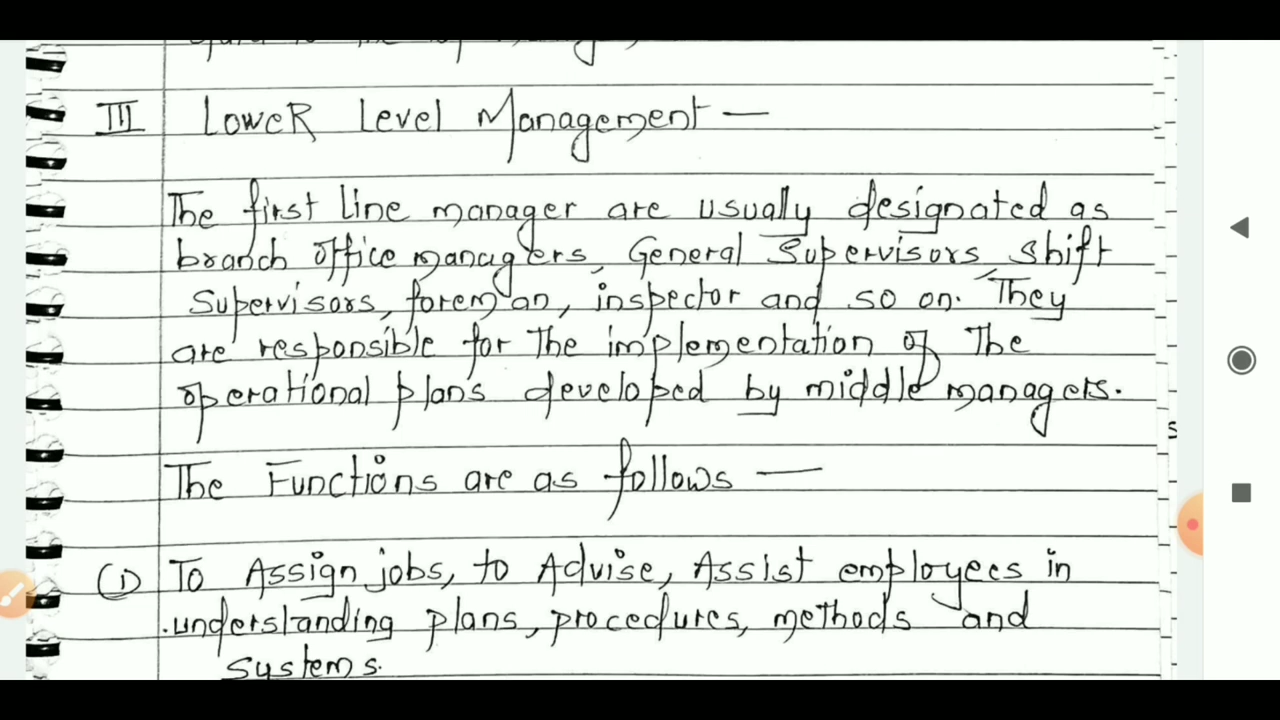 III Lower Level Management —
The first line manager are usually designated as
branch office managers, General Supervisors, Shift
Supervisors, foreman, inspector and so on. They
are responsible for The implementation of The
operational plans developed by middle managers.
The Functions are as follows —
(1) To Assign jobs, to Advise, Assist employees in
understanding plans, procedures, methods and
systems.